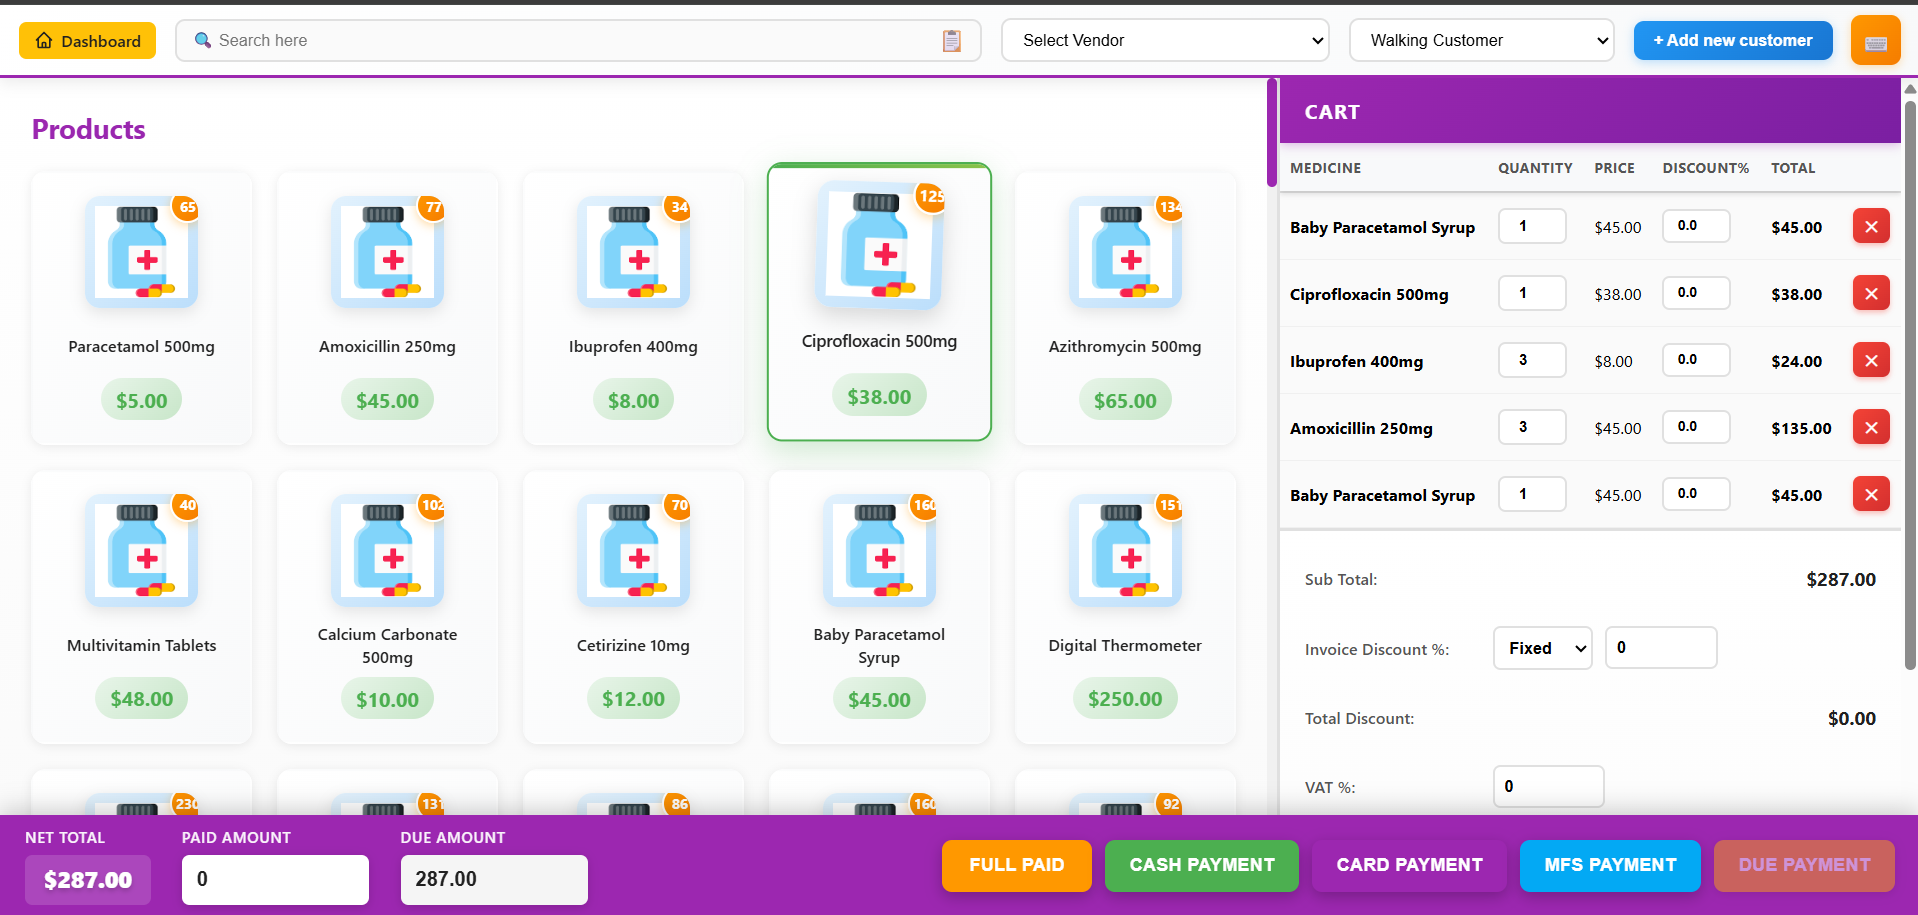 Dashboard
Search here
Select Vendor
Walking Customer
+ Add new customer
Products
65
Paracetamol 500mg
$5.00
77
Amoxicillin 250mg
$45.00
34
Ibuprofen 400mg
$8.00
125
Ciprofloxacin 500mg
$38.00
134
Azithromycin 500mg
$65.00
40
Multivitamin Tablets
$48.00
102
Calcium Carbonate
500mg
$10.00
70
Cetirizine 10mg
$12.00
160
Baby Paracetamol
Syrup
$45.00
151
Digital Thermometer
$250.00
230
131
86
160
92
CART
MEDICINE QUANTITY PRICE DISCOUNT% TOTAL
Baby Paracetamol Syrup 1 $45.00 0.0 $45.00
Ciprofloxacin 500mg 1 $38.00 0.0 $38.00
Ibuprofen 400mg 3 $8.00 0.0 $24.00
Amoxicillin 250mg 3 $45.00 0.0 $135.00
Baby Paracetamol Syrup 1 $45.00 0.0 $45.00
Sub Total: $287.00
Invoice Discount %: Fixed 0
Total Discount: $0.00
VAT %: 0
NET TOTAL
$287.00
PAID AMOUNT
0
DUE AMOUNT
287.00
FULL PAID
CASH PAYMENT
CARD PAYMENT
MFS PAYMENT
DUE PAYMENT